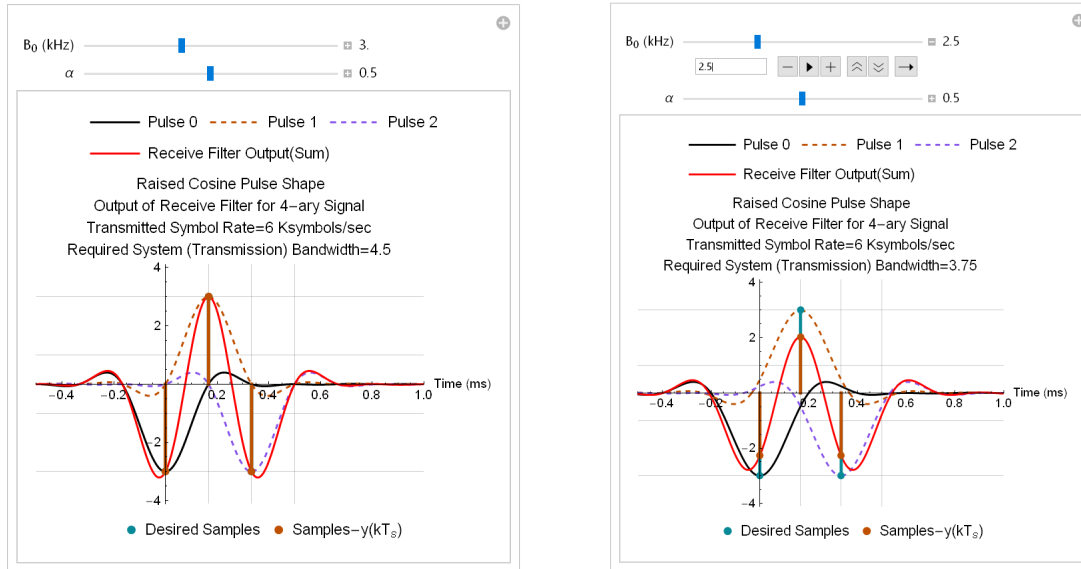 B₀ (kHz) 3.
α 0.5
Pulse 0 Pulse 1 Pulse 2
Receive Filter Output(Sum)
Raised Cosine Pulse Shape
Output of Receive Filter for 4-ary Signal
Transmitted Symbol Rate=6 Ksymbols/sec
Required System (Transmission) Bandwidth=4.5
4
2
-2
-4
-0.4 -0.2 0.2 0.4 0.6 0.8 1.0 Time (ms)
Desired Samples Samples-y(kTₛ)
B₀ (kHz) 2.5
2.5
α 0.5
Pulse 0 Pulse 1 Pulse 2
Receive Filter Output(Sum)
Raised Cosine Pulse Shape
Output of Receive Filter for 4-ary Signal
Transmitted Symbol Rate=6 Ksymbols/sec
Required System (Transmission) Bandwidth=3.75
4
2
-2
-4
-0.4 -0.2 0.2 0.4 0.6 0.8 1.0 Time (ms)
Desired Samples Samples-y(kTₛ)